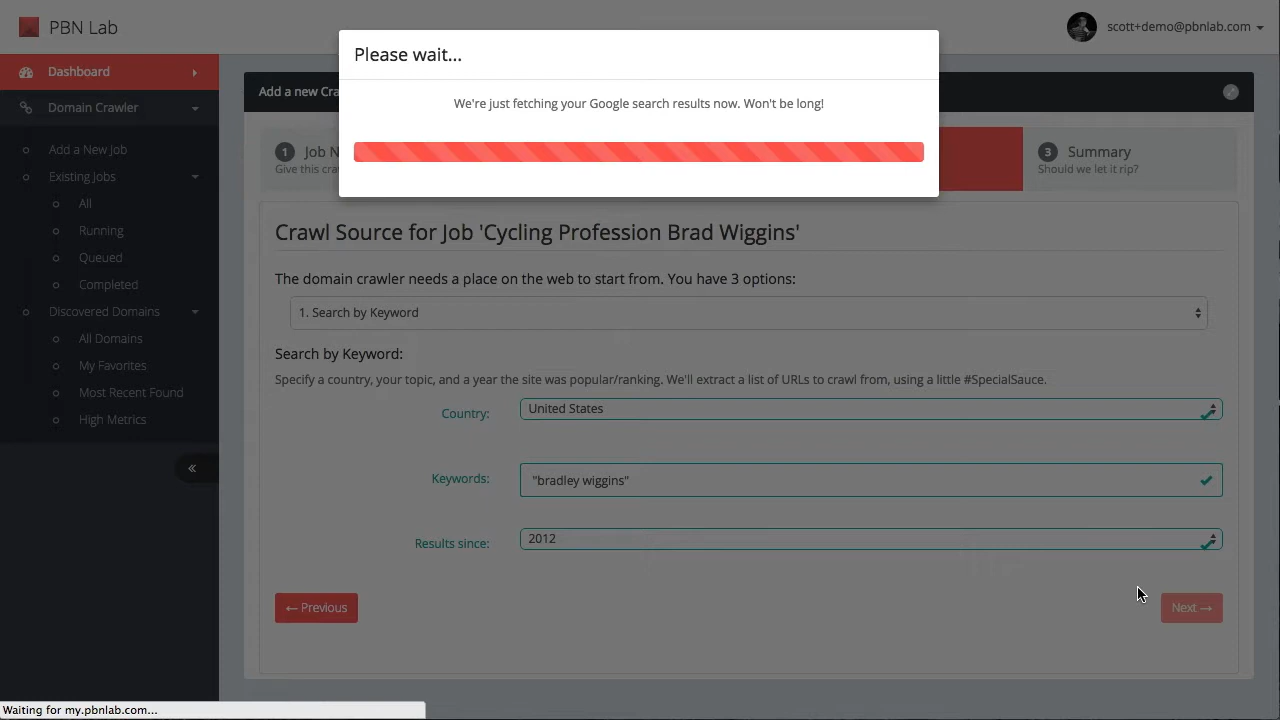 PBN Lab
scott+demo@pbnlab.com
Please wait...
We're just fetching your Google search results now. Won't be long!
Dashboard
Domain Crawler
Add a New Job
Existing Jobs
All
Running
Queued
Completed
Discovered Domains
All Domains
My Favorites
Most Recent Found
High Metrics
«
Add a new Cra
1 Job N
Give this cra
3 Summary
Should we let it rip?
Crawl Source for Job 'Cycling Profession Brad Wiggins'
The domain crawler needs a place on the web to start from. You have 3 options:
1. Search by Keyword
Search by Keyword:
Specify a country, your topic, and a year the site was popular/ranking. We'll extract a list of URLs to crawl from, using a little #SpecialSauce.
Country: United States
Keywords: "bradley wiggins"
Results since: 2012
← Previous
Next →
Waiting for my.pbnlab.com...